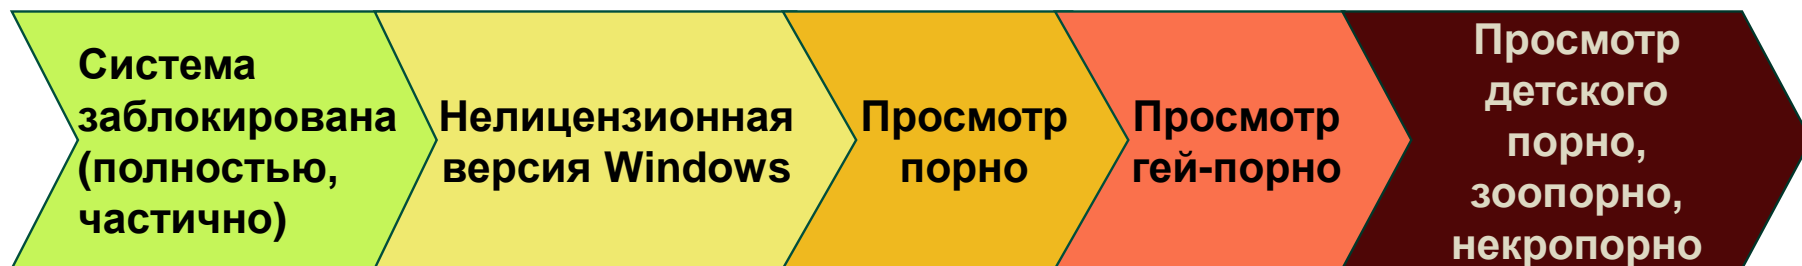 Система
заблокирована
(полностью,
частично)
Нелицензионная
версия Windows
Просмотр
порно
Просмотр
гей-порно
Просмотр
детского
порно,
зоопорно,
некропорно